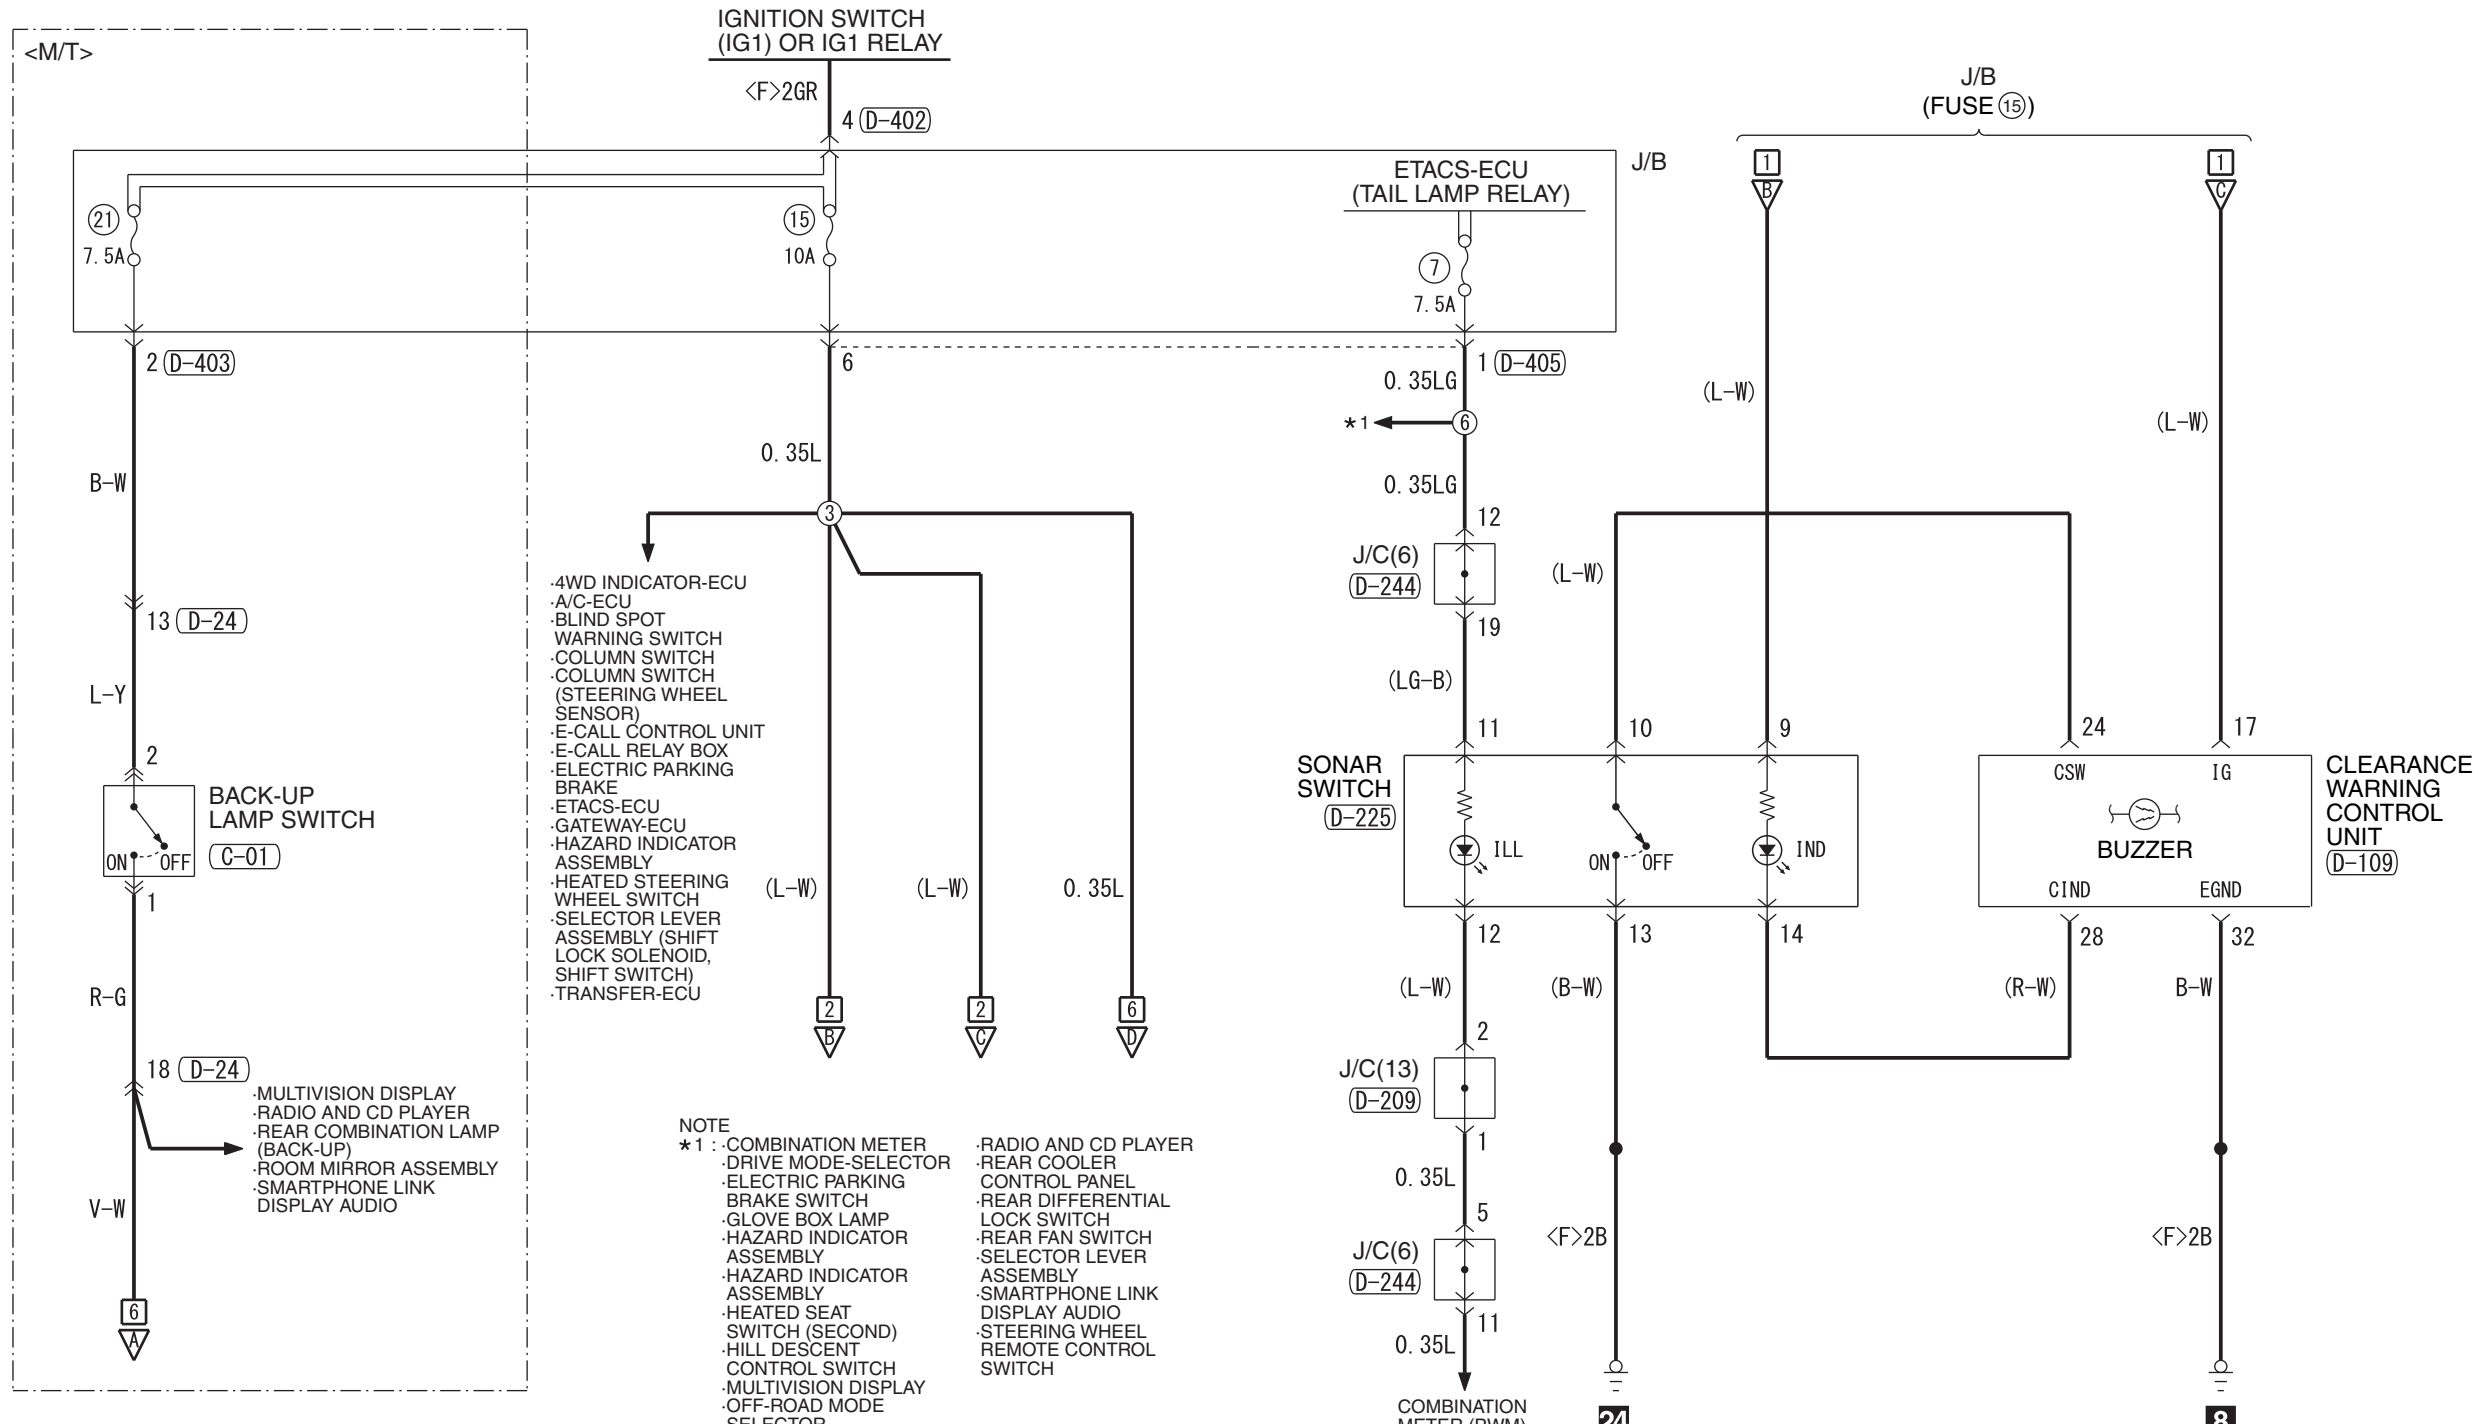 <M/T>
IGNITION SWITCH
(IG1) OR IG1 RELAY
<F>2GR
4 (D-402)
J/B
ETACS-ECU
(TAIL LAMP RELAY)
21
7.5A
15
10A
7
7.5A
2 (D-403)
6
1 (D-405)
0.35LG
*1
6
0.35LG
12
J/C(6)
(D-244)
19
(LG-B)
B-W
13 (D-24)
L-Y
2
BACK-UP
LAMP SWITCH
(C-01)
ON
OFF
1
R-G
18 (D-24)
·MULTIVISION DISPLAY
·RADIO AND CD PLAYER
·REAR COMBINATION LAMP
(BACK-UP)
·ROOM MIRROR ASSEMBLY
·SMARTPHONE LINK
DISPLAY AUDIO
V-W
6
A
0.35L
3
·4WD INDICATOR-ECU
·A/C-ECU
·BLIND SPOT
WARNING SWITCH
·COLUMN SWITCH
·COLUMN SWITCH
(STEERING WHEEL
SENSOR)
·E-CALL CONTROL UNIT
·E-CALL RELAY BOX
·ELECTRIC PARKING
BRAKE
·ETACS-ECU
·GATEWAY-ECU
·HAZARD INDICATOR
ASSEMBLY
·HEATED STEERING
WHEEL SWITCH
·SELECTOR LEVER
ASSEMBLY (SHIFT
LOCK SOLENOID,
SHIFT SWITCH)
·TRANSFER-ECU
(L-W)
(L-W)
0.35L
2
B
2
C
6
D
NOTE
*1 : ·COMBINATION METER
·DRIVE MODE-SELECTOR
·ELECTRIC PARKING
BRAKE SWITCH
·GLOVE BOX LAMP
·HAZARD INDICATOR
ASSEMBLY
·HAZARD INDICATOR
ASSEMBLY
·HEATED SEAT
SWITCH (SECOND)
·HILL DESCENT
CONTROL SWITCH
·MULTIVISION DISPLAY
·OFF-ROAD MODE
SELECTOR
·RADIO AND CD PLAYER
·REAR COOLER
CONTROL PANEL
·REAR DIFFERENTIAL
LOCK SWITCH
·REAR FAN SWITCH
·SELECTOR LEVER
ASSEMBLY
·SMARTPHONE LINK
DISPLAY AUDIO
·STEERING WHEEL
REMOTE CONTROL
SWITCH
J/B
(FUSE 15)
1
B
1
C
(L-W)
(L-W)
(L-W)
11
10
9
24
17
SONAR
SWITCH
(D-225)
ILL
ON
OFF
IND
CSW
IG
BUZZER
CIND
EGND
CLEARANCE
WARNING
CONTROL
UNIT
(D-109)
12
13
14
28
32
(L-W)
(B-W)
(R-W)
B-W
2
J/C(13)
(D-209)
1
0.35L
5
J/C(6)
(D-244)
11
0.35L
<F>2B
<F>2B
COMBINATION
METER (PWM)
24
8